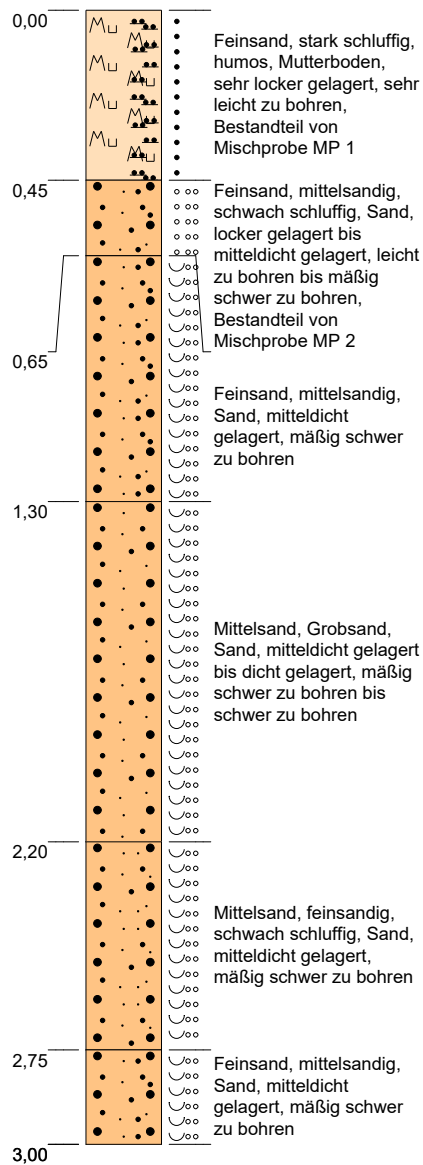 0,00
Feinsand, stark schluffig,
humos, Mutterboden,
sehr locker gelagert, sehr
leicht zu bohren,
Bestandteil von
Mischprobe MP 1
0,45
Feinsand, mittelsandig,
schwach schluffig, Sand,
locker gelagert bis
mitteldicht gelagert, leicht
zu bohren bis mäßig
schwer zu bohren,
Bestandteil von
Mischprobe MP 2
0,65
Feinsand, mittelsandig,
Sand, mitteldicht
gelagert, mäßig schwer
zu bohren
1,30
Mittelsand, Grobsand,
Sand, mitteldicht gelagert
bis dicht gelagert, mäßig
schwer zu bohren bis
schwer zu bohren
2,20
Mittelsand, feinsandig,
schwach schluffig, Sand,
mitteldicht gelagert,
mäßig schwer zu bohren
2,75
Feinsand, mittelsandig,
Sand, mitteldicht
gelagert, mäßig schwer
zu bohren
3,00